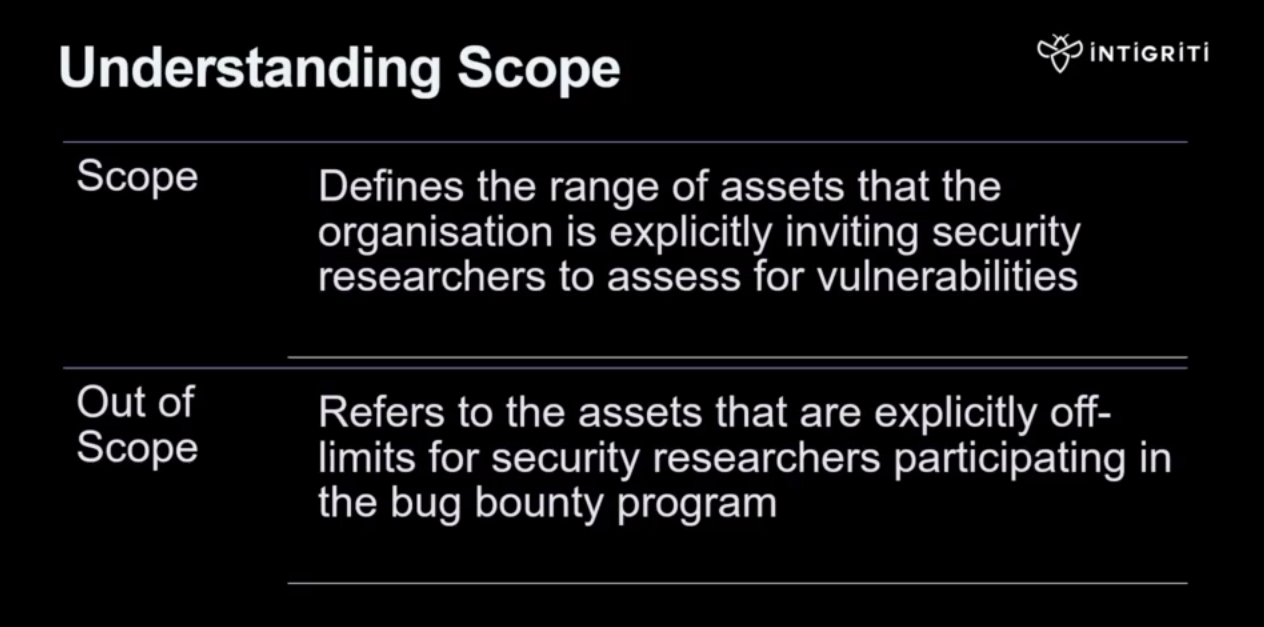 Understanding Scope
iNTiGRiTi
Scope
Defines the range of assets that the
organisation is explicitly inviting security
researchers to assess for vulnerabilities
Out of
Scope
Refers to the assets that are explicitly off-
limits for security researchers participating in
the bug bounty program